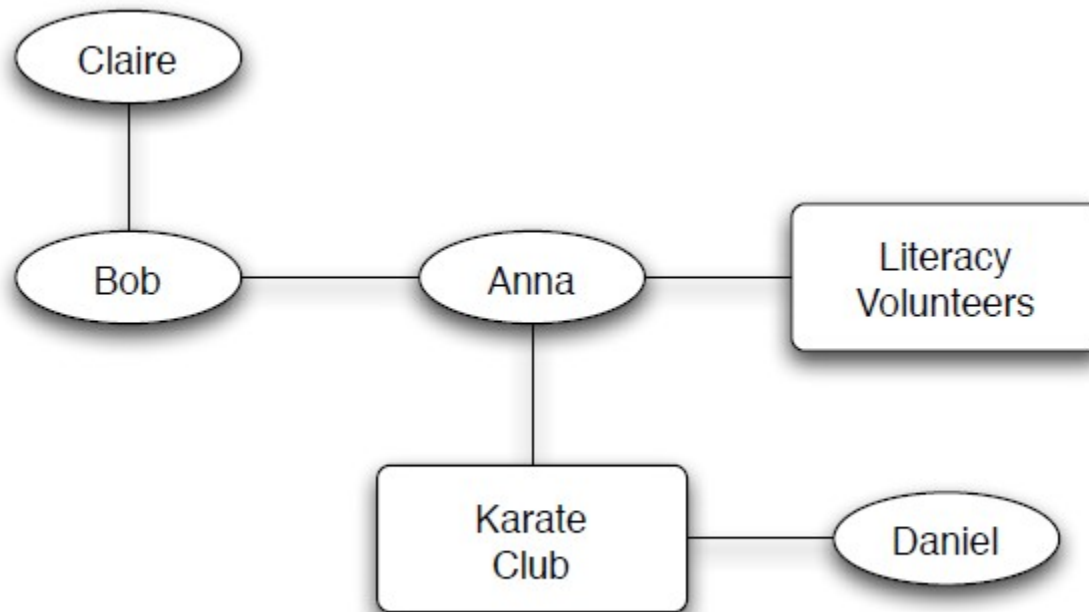 Claire
Bob
Anna
Literacy
Volunteers
Karate
Club
Daniel